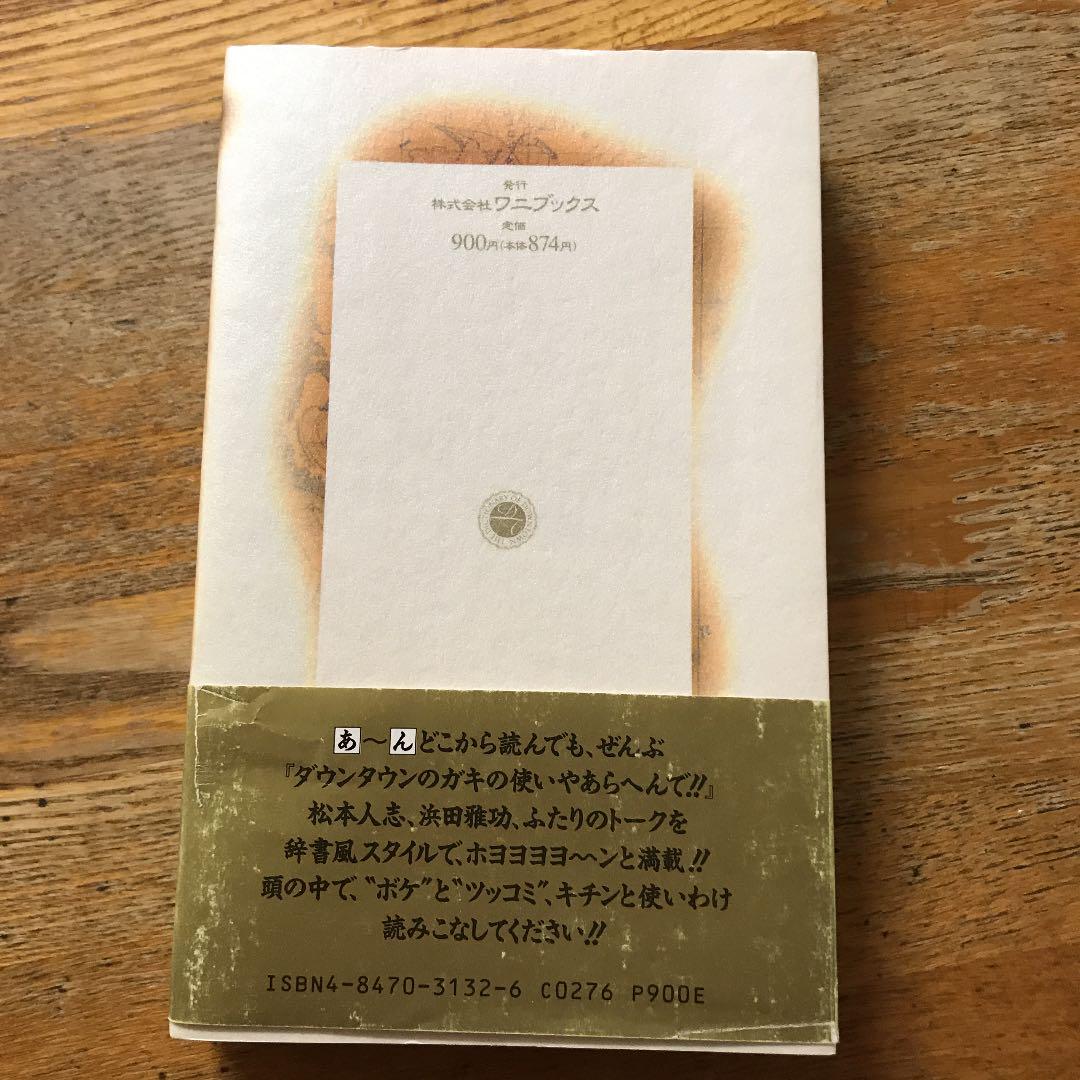 発行
株式会社ワニブックス
定価
900円(本体874円)
THE DICTIONARY OF DOWNTOWN
あ〜んどこから読んでも、ぜんぶ
『ダウンタウンのガキの使いやあらへんで!!』
松本人志、浜田雅功、ふたりのトークを
辞書風スタイルで、ホヨヨヨヨ〜〜ンと満載!!
頭の中で、“ボケ”と“ツッコミ”、キチンと使いわけ
読みこなしてください!!
ISBN4-8470-3132-6 C0276 P900E